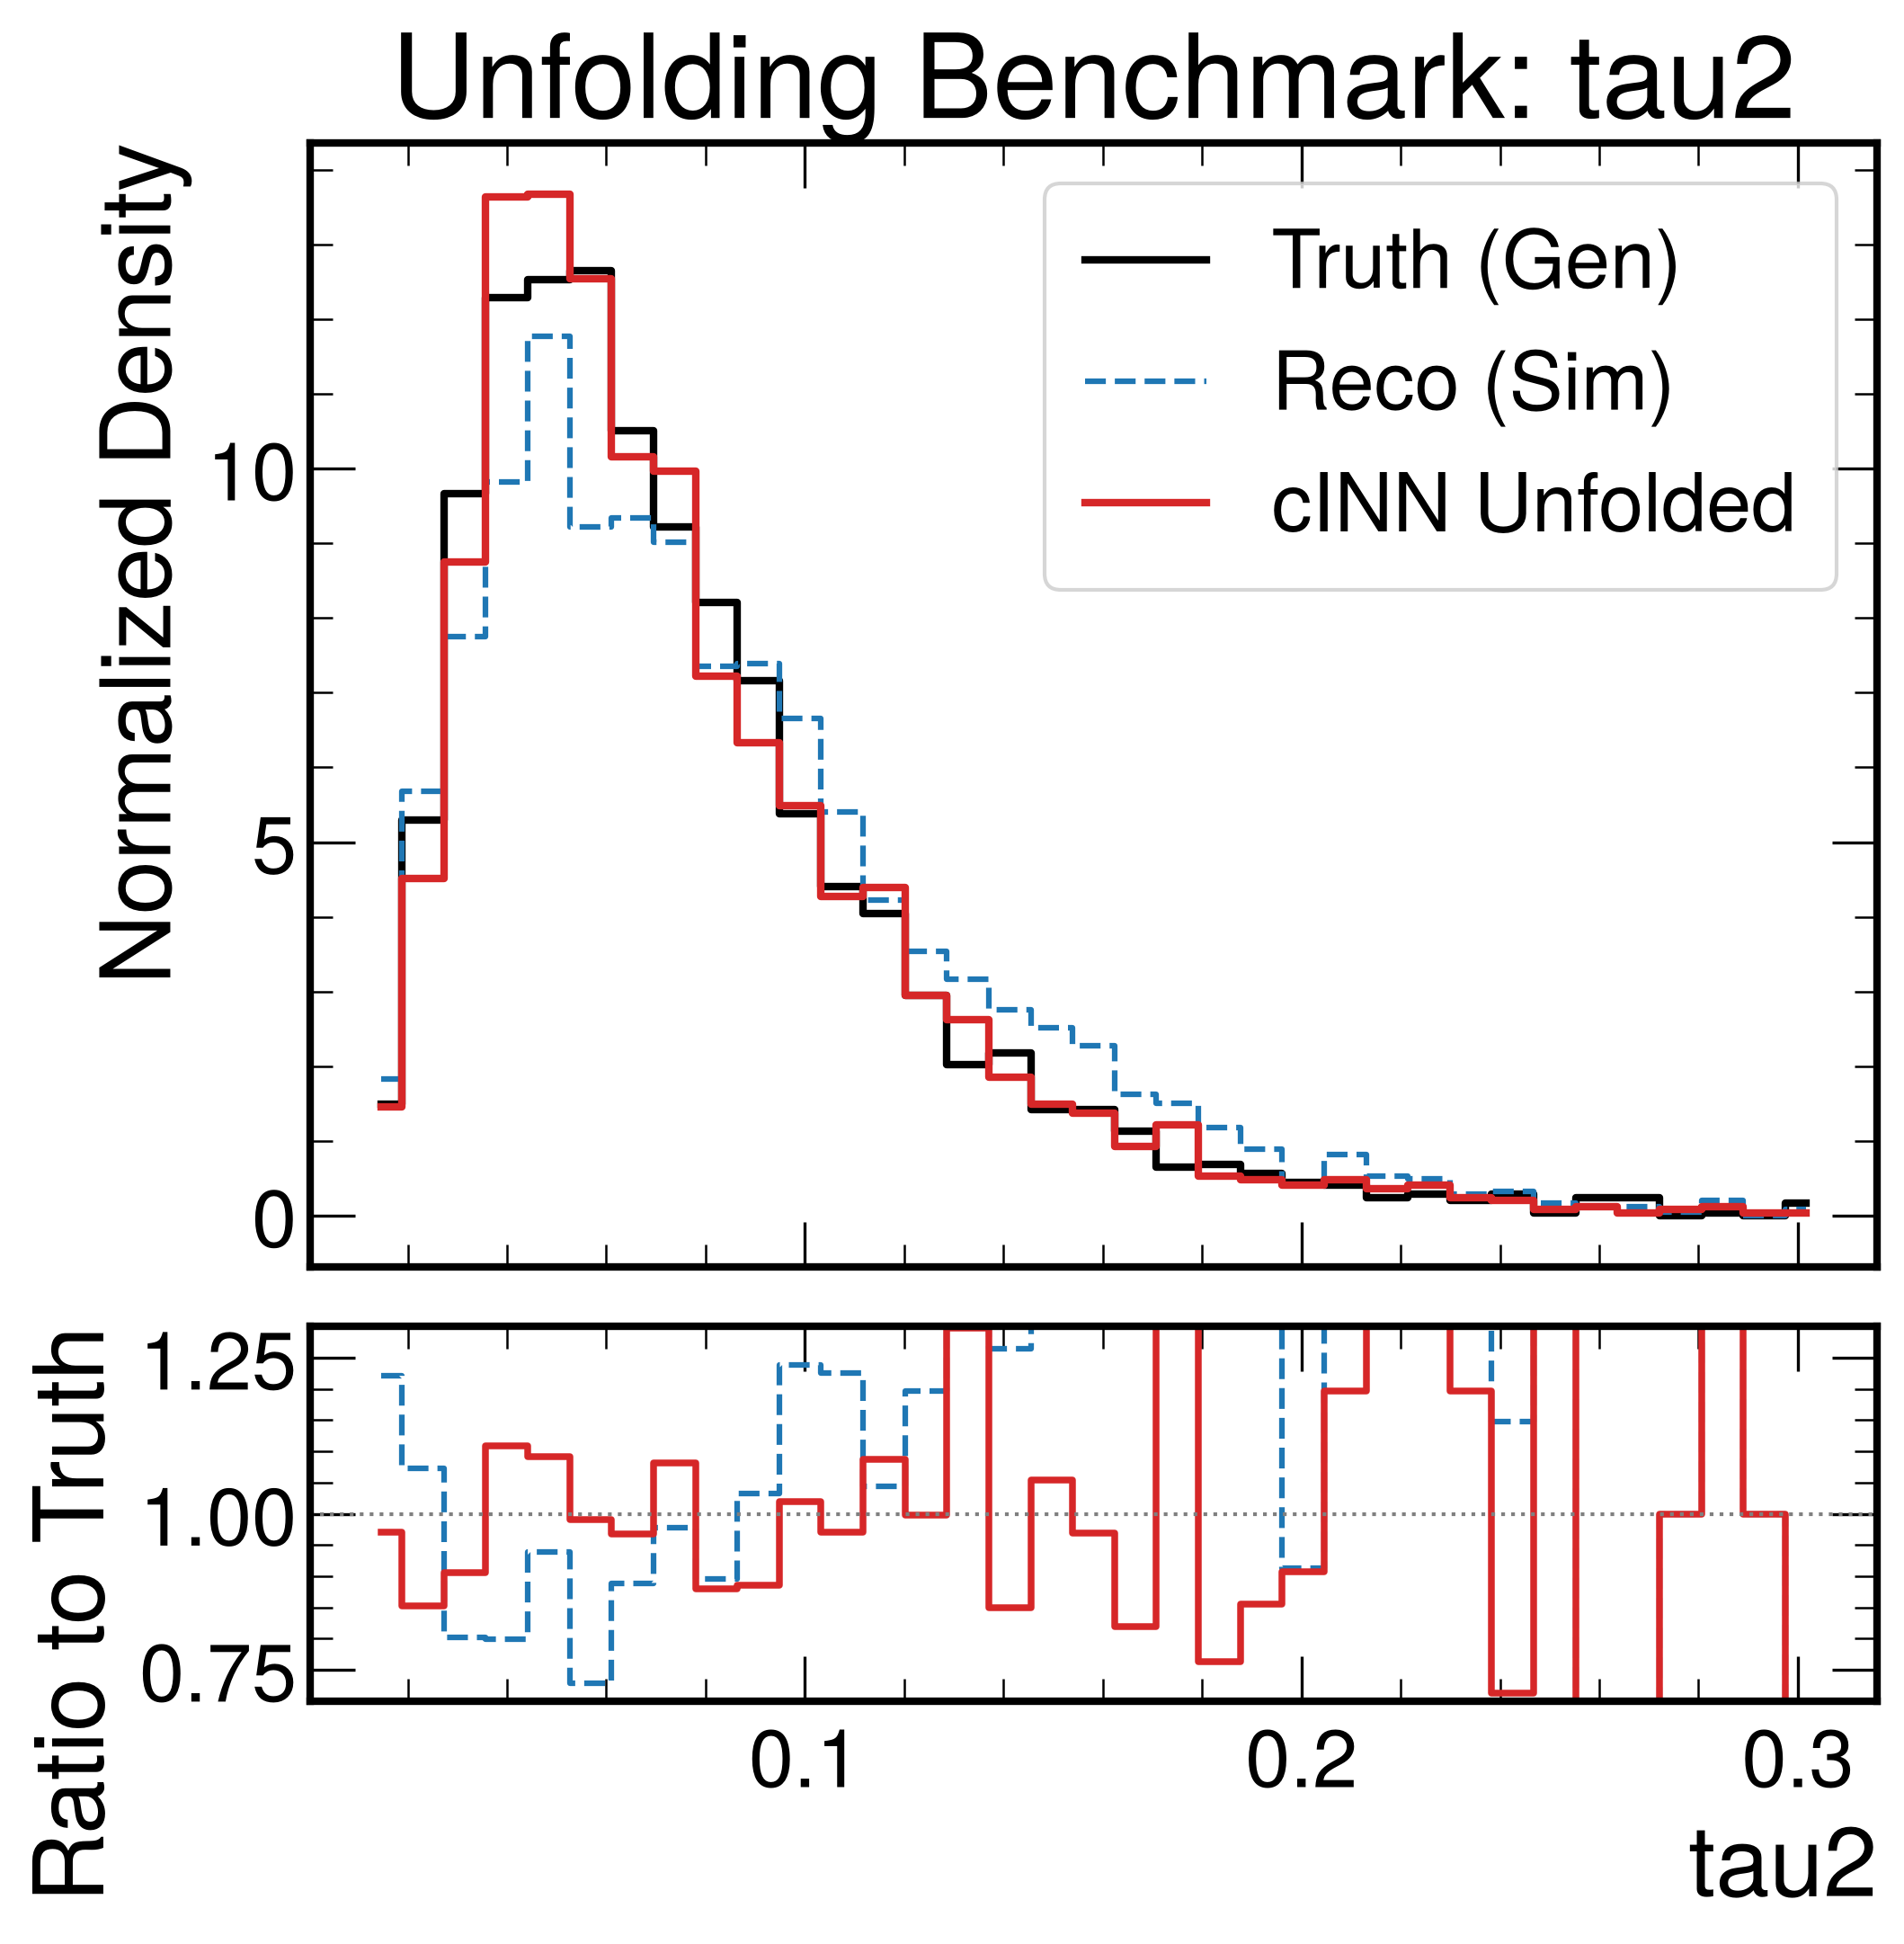 Unfolding Benchmark: tau2
Normalized Density
10
5
0
Truth (Gen)
Reco (Sim)
cINN Unfolded
Ratio to Truth
1.25
1.00
0.75
0.1
0.2
0.3
tau2